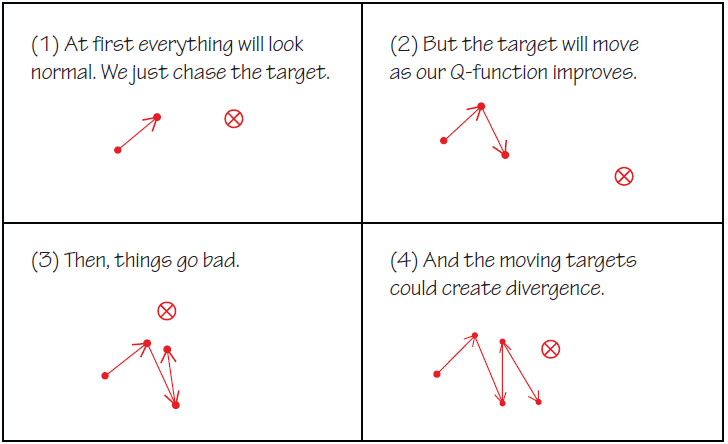 (1) At first everything will look
normal. We just chase the target.
(2) But the target will move
as our Q-function improves.
(3) Then, things go bad.
(4) And the moving targets
could create divergence.